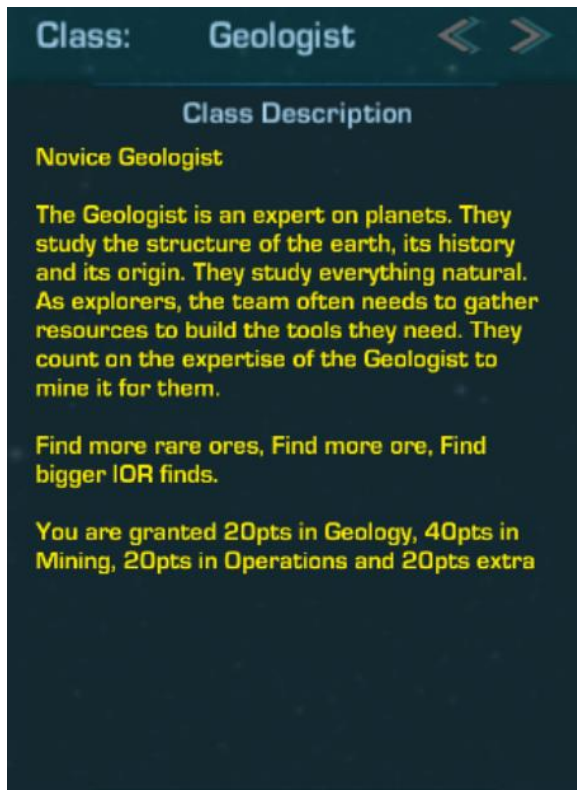 Class: Geologist
Class Description
Novice Geologist
The Geologist is an expert on planets. They
study the structure of the earth, its history
and its origin. They study everything natural.
As explorers, the team often needs to gather
resources to build the tools they need. They
count on the expertise of the Geologist to
mine it for them.
Find more rare ores, Find more ore, Find
bigger IOR finds.
You are granted 20pts in Geology, 40pts in
Mining, 20pts in Operations and 20pts extra